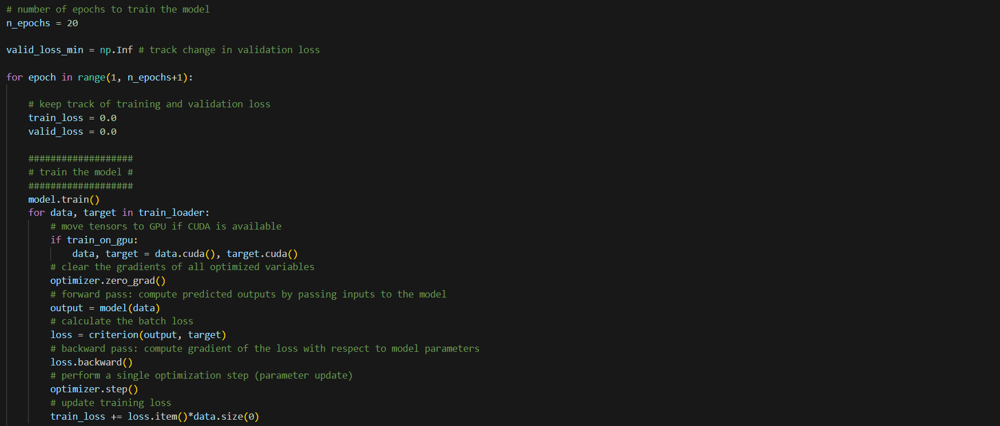 # number of epochs to train the model
n_epochs = 20
valid_loss_min = np.Inf # track change in validation loss
for epoch in range(1, n_epochs+1):
    # keep track of training and validation loss
    train_loss = 0.0
    valid_loss = 0.0
    ###################
    # train the model #
    ###################
    model.train()
    for data, target in train_loader:
        # move tensors to GPU if CUDA is available
        if train_on_gpu:
            data, target = data.cuda(), target.cuda()
        # clear the gradients of all optimized variables
        optimizer.zero_grad()
        # forward pass: compute predicted outputs by passing inputs to the model
        output = model(data)
        # calculate the batch loss
        loss = criterion(output, target)
        # backward pass: compute gradient of the loss with respect to model parameters
        loss.backward()
        # perform a single optimization step (parameter update)
        optimizer.step()
        # update training loss
        train_loss += loss.item()*data.size(0)